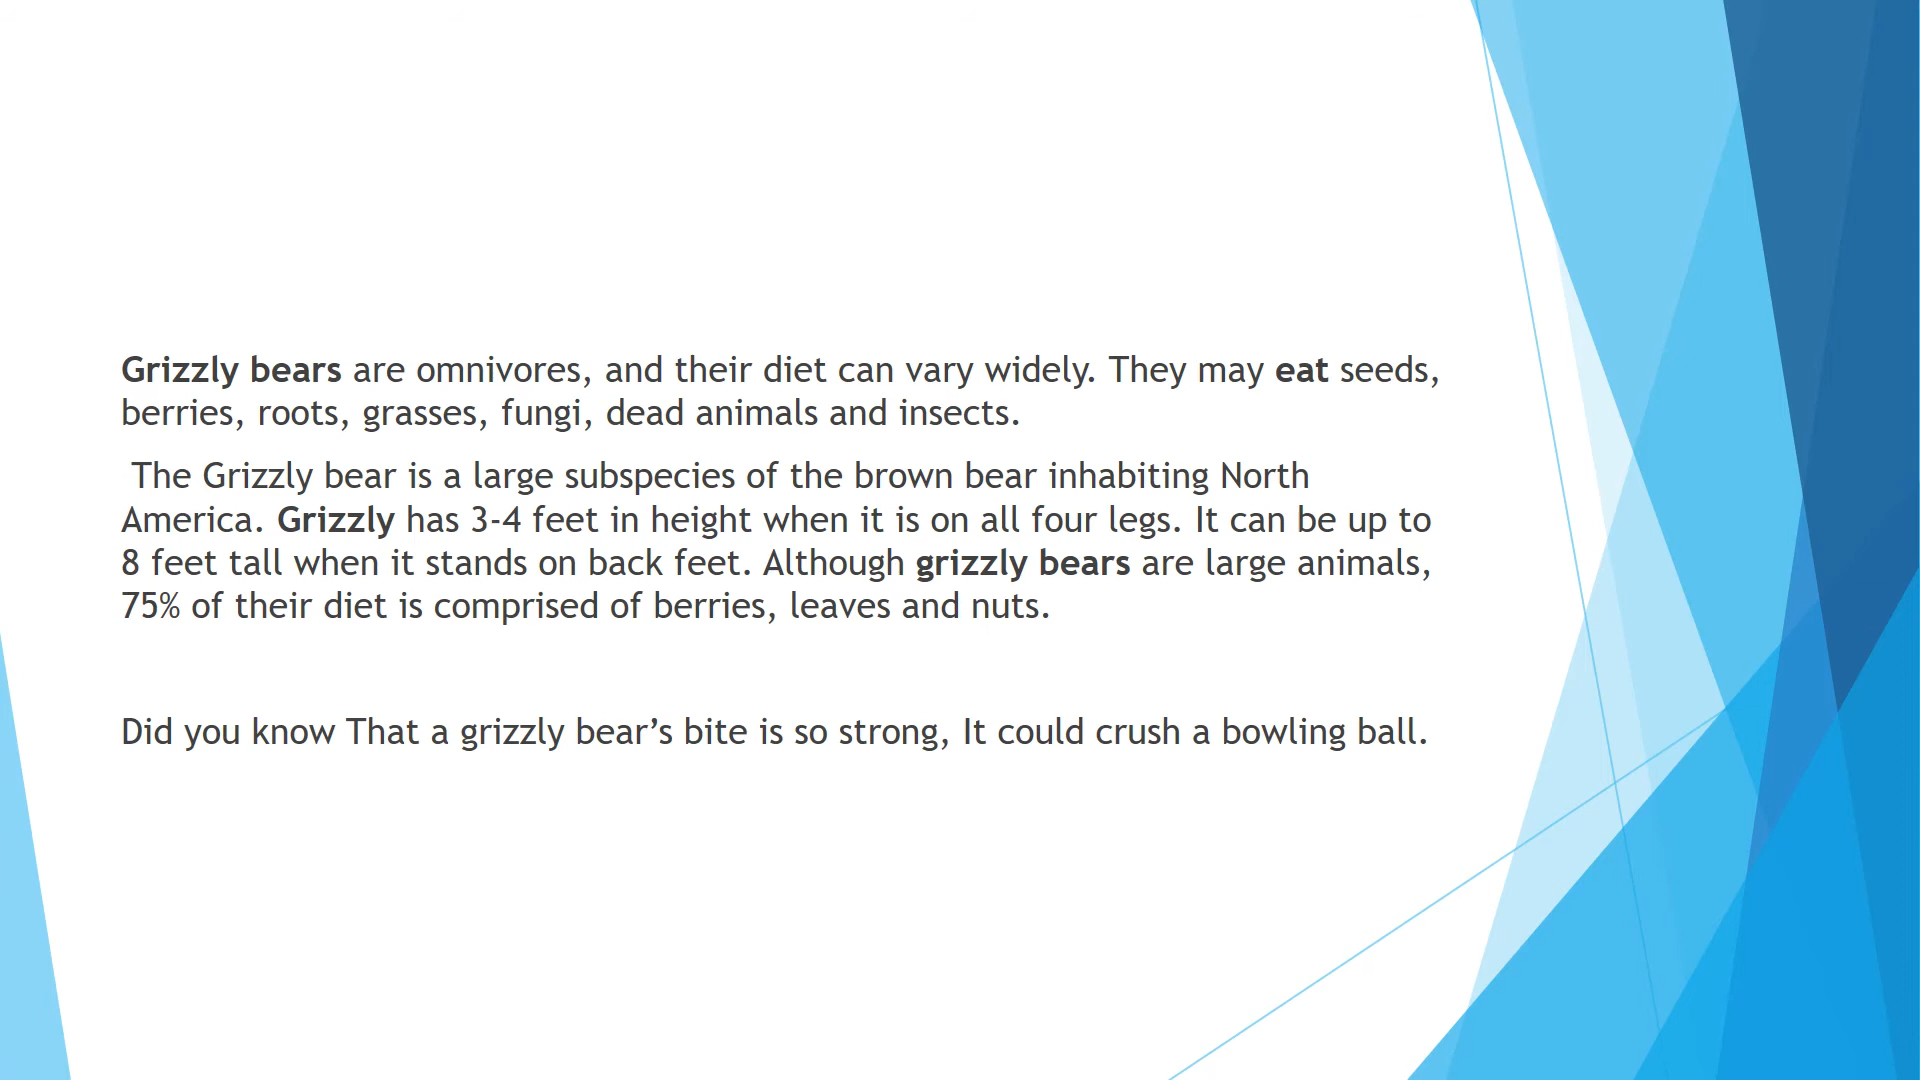 Grizzly bears are omnivores, and their diet can vary widely. They may eat seeds,
berries, roots, grasses, fungi, dead animals and insects.
The Grizzly bear is a large subspecies of the brown bear inhabiting North
America. Grizzly has 3-4 feet in height when it is on all four legs. It can be up to
8 feet tall when it stands on back feet. Although grizzly bears are large animals,
75% of their diet is comprised of berries, leaves and nuts.
Did you know That a grizzly bear’s bite is so strong, It could crush a bowling ball.